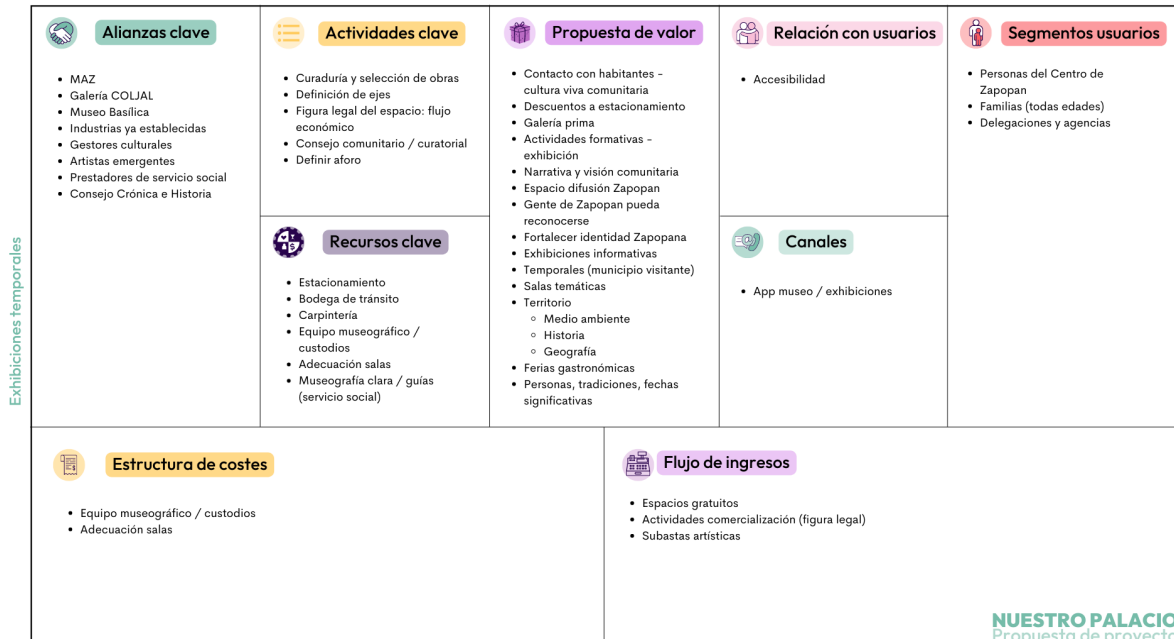 Exhibiciones temporales
Alianzas clave
MAZ
Galería COLJAL
Museo Basílica
Industrias ya establecidas
Gestores culturales
Artistas emergentes
Prestadores de servicio social
Consejo Crónica e Historia
Actividades clave
Curaduría y selección de obras
Definición de ejes
Figura legal del espacio: flujo
económico
Consejo comunitario / curatorial
Definir aforo
Recursos clave
Estacionamiento
Bodega de tránsito
Carpintería
Equipo museográfico /
custodios
Adecuación salas
Museografía clara / guías
(servicio social)
Propuesta de valor
Contacto con habitantes -
cultura viva comunitaria
Descuentos a estacionamiento
Galería prima
Actividades formativas -
exhibición
Narrativa y visión comunitaria
Espacio difusión Zapopan
Gente de Zapopan pueda
reconocerse
Fortalecer identidad Zapopana
Exhibiciones informativas
Temporales (municipio visitante)
Salas temáticas
Territorio
Medio ambiente
Historia
Geografía
Ferias gastronómicas
Personas, tradiciones, fechas
significativas
Relación con usuarios
Accesibilidad
Canales
App museo / exhibiciones
Segmentos usuarios
Personas del Centro de
Zapopan
Familias (todas edades)
Delegaciones y agencias
Estructura de costes
Equipo museográfico / custodios
Adecuación salas
Flujo de ingresos
Espacios gratuitos
Actividades comercialización (figura legal)
Subastas artísticas
NUESTRO PALACIO
Propuesta de proyecto